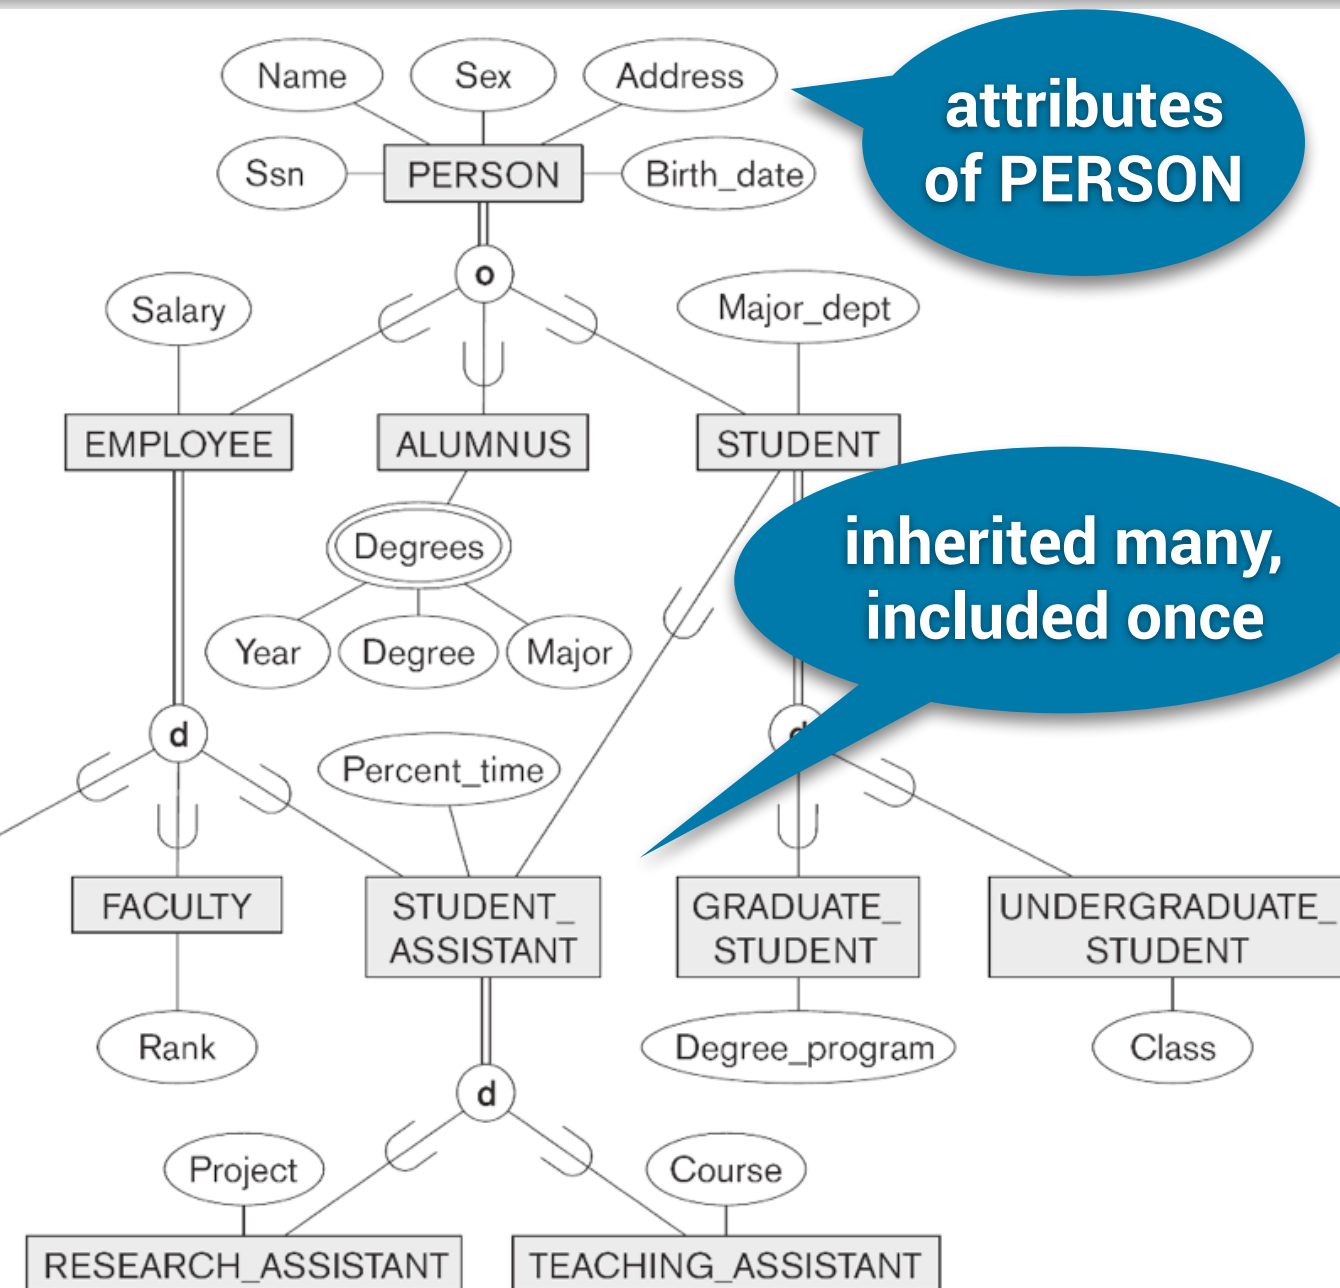 Name
Sex
Address
attributes
of PERSON
Ssn
PERSON
Birth_date
o
Salary
Major_dept
EMPLOYEE
ALUMNUS
STUDENT
Degrees
inherited many,
included once
Year
Degree
Major
d
d
Percent_time
FACULTY
STUDENT_
ASSISTANT
GRADUATE_
STUDENT
UNDERGRADUATE_
STUDENT
Rank
Degree_program
Class
d
Project
Course
RESEARCH_ASSISTANT
TEACHING_ASSISTANT